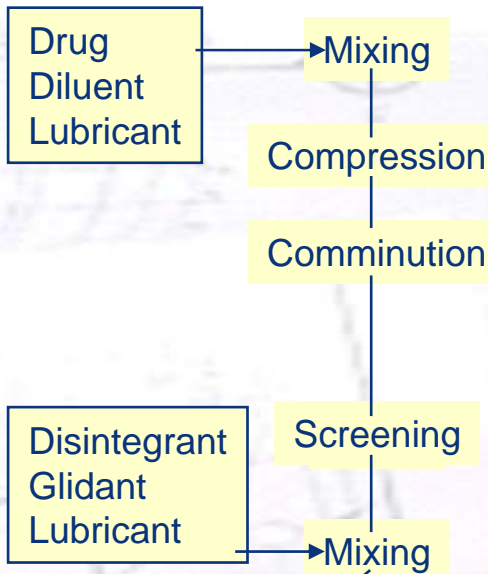 Drug
Diluent
Lubricant
Mixing
Compression
Comminution
Screening
Disintegrant
Glidant
Lubricant
Mixing